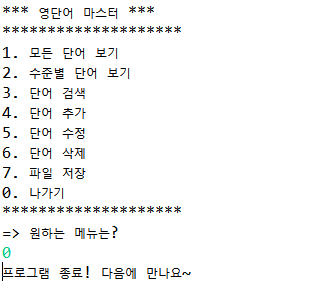 *** 영단어 마스터 ***
********************
1. 모든 단어 보기
2. 수준별 단어 보기
3. 단어 검색
4. 단어 추가
5. 단어 수정
6. 단어 삭제
7. 파일 저장
0. 나가기
********************
=> 원하는 메뉴는?
0
프로그램 종료! 다음에 만나요~